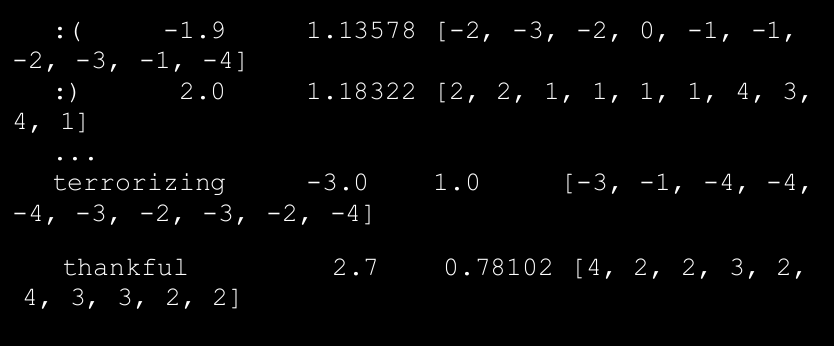 :( -1.9 1.13578 [-2, -3, -2, 0, -1, -1,
-2, -3, -1, -4]
:) 2.0 1.18322 [2, 2, 1, 1, 1, 1, 4, 3,
4, 1]
...
terrorizing -3.0 1.0 [-3, -1, -4, -4,
-4, -3, -2, -3, -2, -4]
thankful 2.7 0.78102 [4, 2, 2, 3, 2,
4, 3, 3, 2, 2]